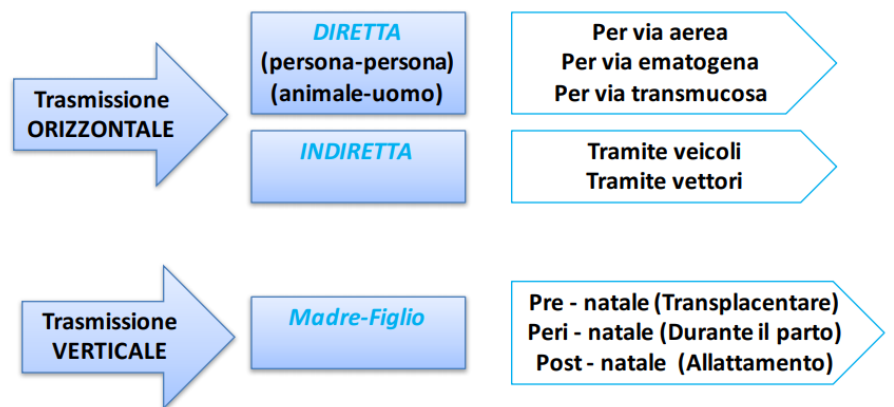 Trasmissione
ORIZZONTALE
DIRETTA
(persona-persona)
(animale-uomo)
Per via aerea
Per via ematogena
Per via transmucosa
INDIRETTA
Tramite veicoli
Tramite vettori
Trasmissione
VERTICALE
Madre-Figlio
Pre - natale (Transplacentare)
Peri - natale (Durante il parto)
Post - natale (Allattamento)